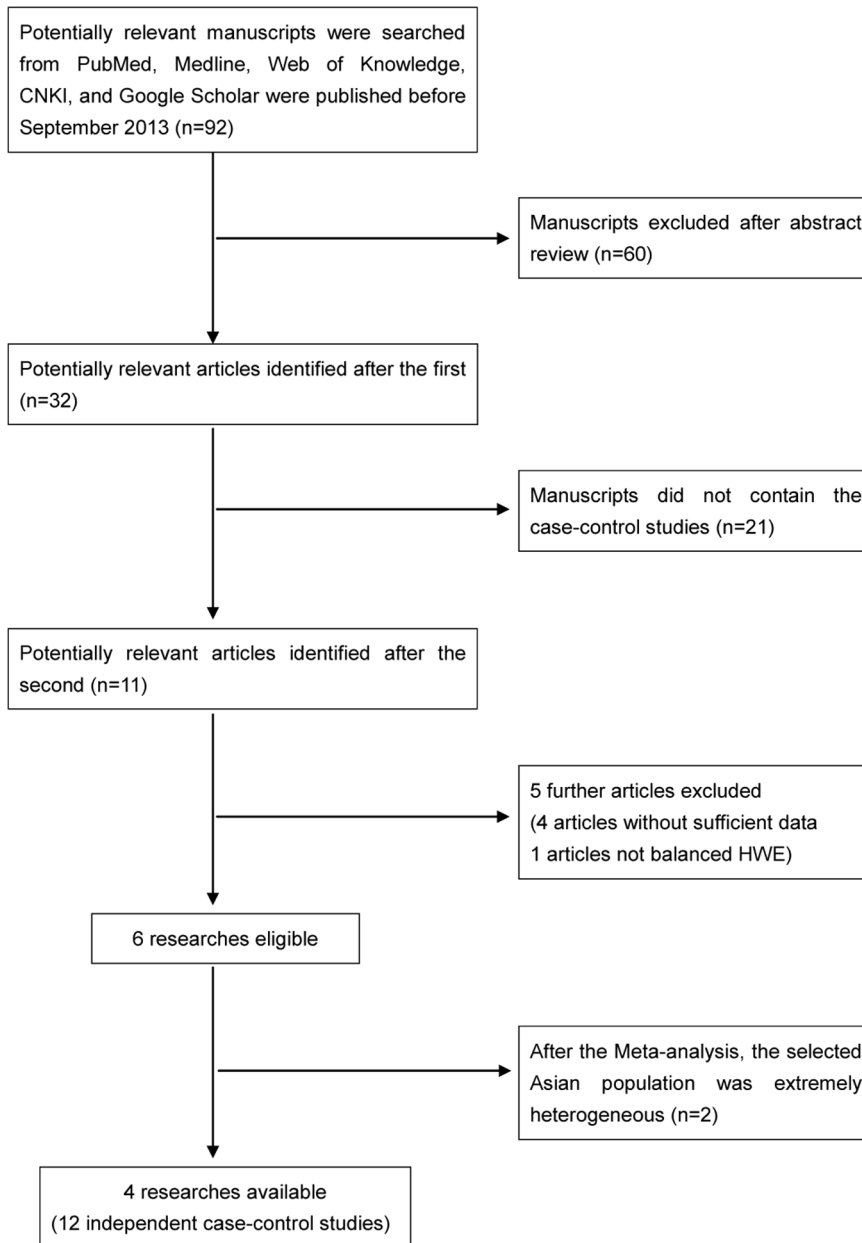 Potentially relevant manuscripts were searched
from PubMed, Medline, Web of Knowledge,
CNKI, and Google Scholar were published before
September 2013 (n=92)
Manuscripts excluded after abstract
review (n=60)
Potentially relevant articles identified after the first
(n=32)
Manuscripts did not contain the
case-control studies (n=21)
Potentially relevant articles identified after the
second (n=11)
5 further articles excluded
(4 articles without sufficient data
1 articles not balanced HWE)
6 researches eligible
After the Meta-analysis, the selected
Asian population was extremely
heterogeneous (n=2)
4 researches available
(12 independent case-control studies)